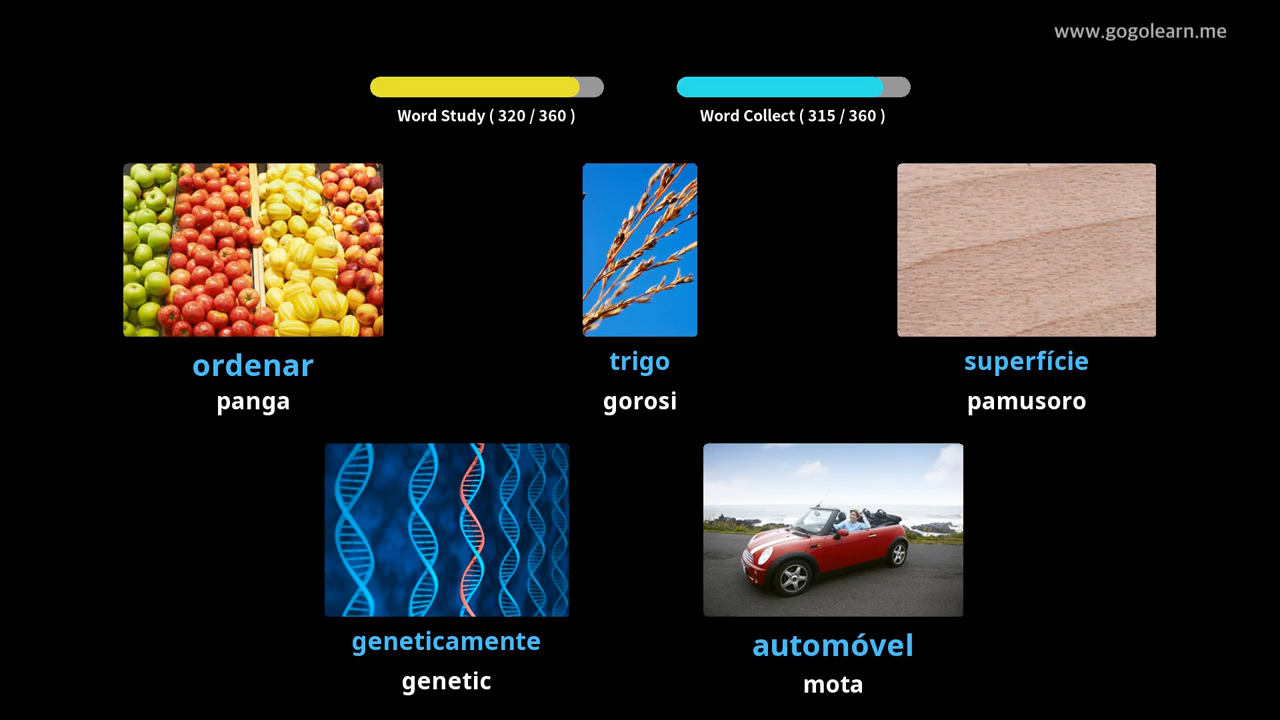 www.gogolearn.me
Word Study ( 320 / 360 )
Word Collect ( 315 / 360 )
ordenar
panga
trigo
gorosi
superfície
pamusoro
geneticamente
genetic
automóvel
mota